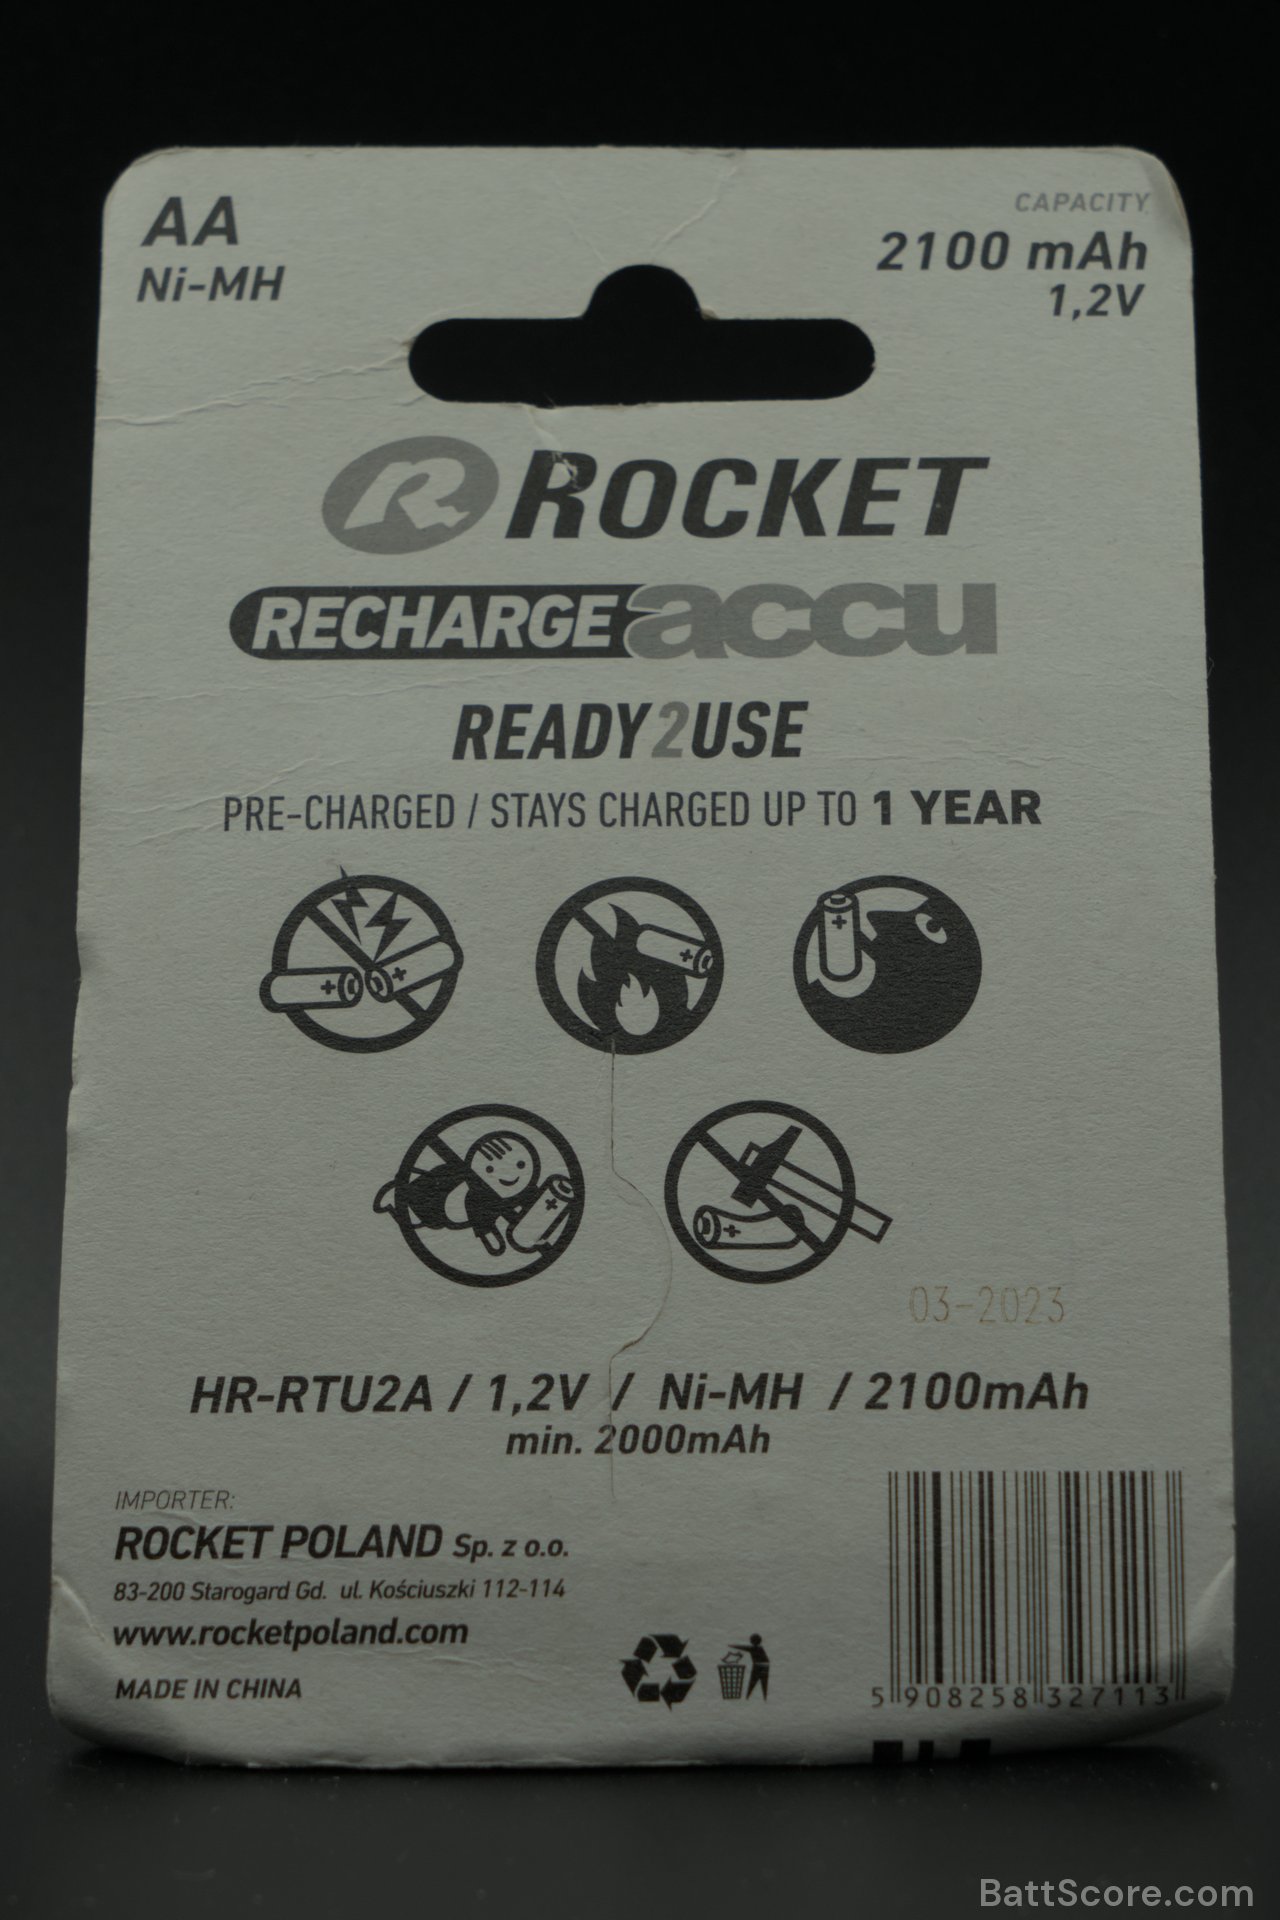 AA
Ni-MH
CAPACITY
2100 mAh
1,2V
R ROCKET
RECHARGE accu
READY2USE
PRE-CHARGED / STAYS CHARGED UP TO 1 YEAR
03-2023
HR-RTU2A / 1,2V / Ni-MH / 2100mAh
min. 2000mAh
IMPORTER:
ROCKET POLAND Sp. z o.o.
83-200 Starogard Gd. ul. Kościuszki 112-114
www.rocketpoland.com
MADE IN CHINA
5 908258 327113
BattScore.com